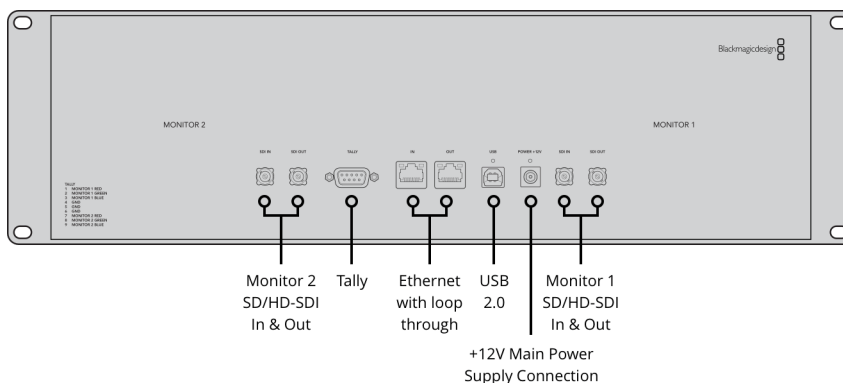 Blackmagicdesign
MONITOR 2
MONITOR 1
SDI IN
SDI OUT
TALLY
IN
OUT
USB
POWER +12V
SDI IN
SDI OUT
TALLY
1 MONITOR 1 RED
2 MONITOR 1 GREEN
3 MONITOR 1 BLUE
4 GND
5 GND
6 GND
7 MONITOR 2 RED
8 MONITOR 2 GREEN
9 MONITOR 2 BLUE
Monitor 2
SD/HD-SDI
In & Out
Tally
Ethernet
with loop
through
USB
2.0
Monitor 1
SD/HD-SDI
In & Out
+12V Main Power
Supply Connection